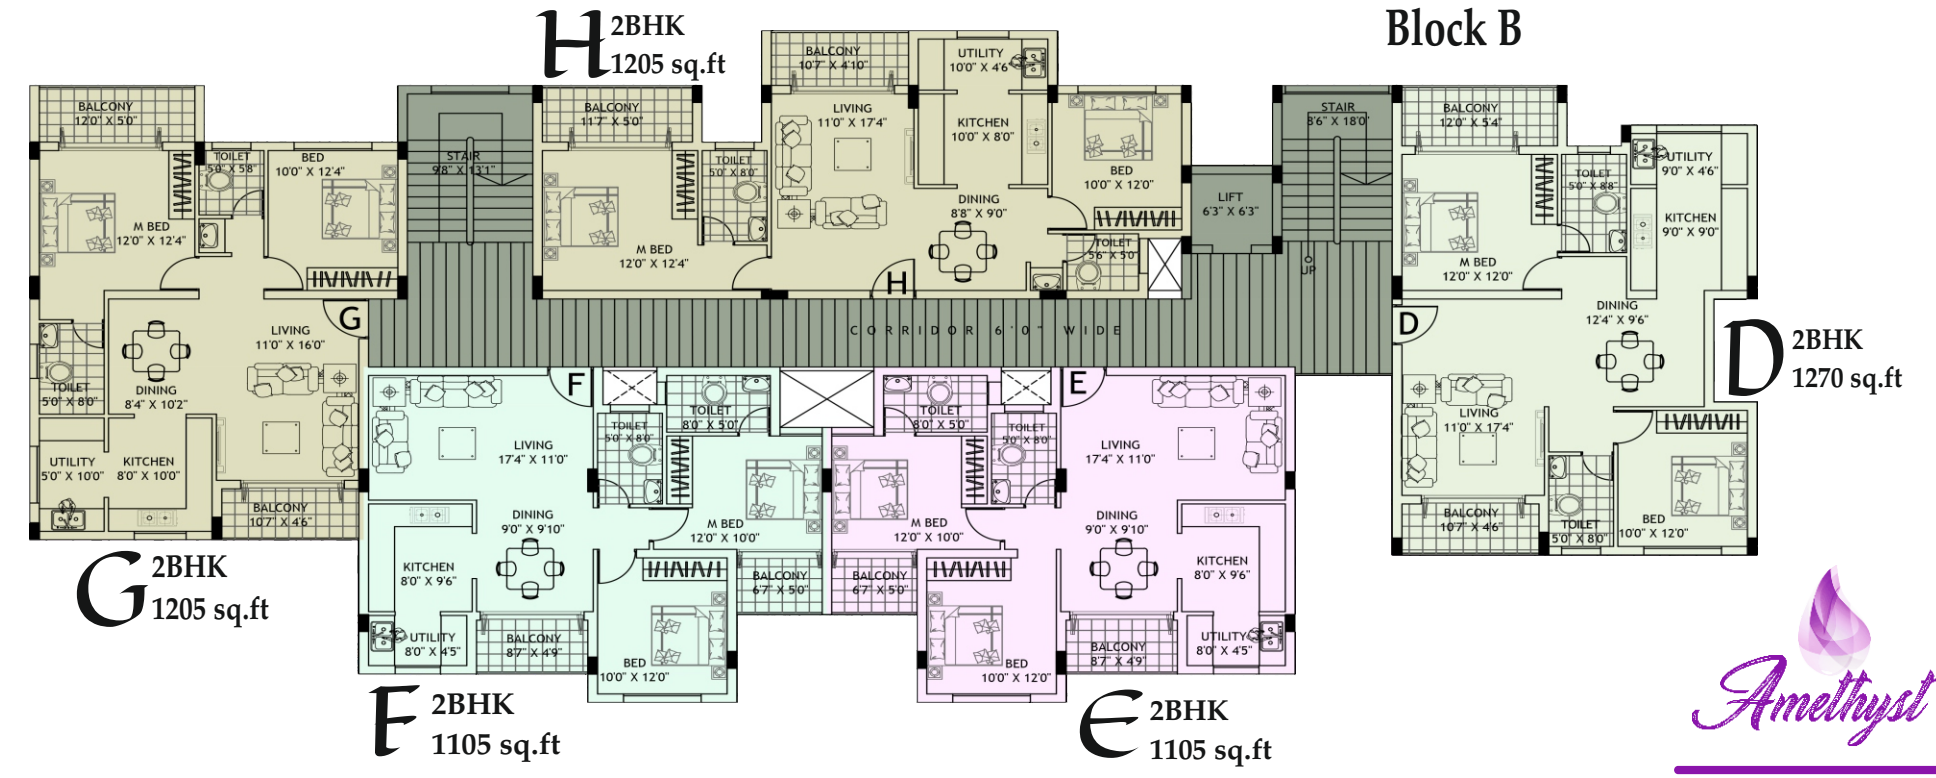 Block B
H 2BHK
1205 sq.ft
BALCONY
12'0" X 5'0"
M BED
12'0" X 12'4"
TOILET
5'0" X 5'8"
BED
10'0" X 12'4"
LIVING
11'0" X 16'0"
DINING
8'4" X 10'2"
TOILET
5'0" X 8'0"
UTILITY
5'0" X 10'0"
KITCHEN
8'0" X 10'0"
BALCONY
10'7" X 4'6"
G
G 2BHK
1205 sq.ft
STAIR
9'8" X 13'1"
BALCONY
11'7" X 5'0"
M BED
12'0" X 12'4"
TOILET
5'0" X 8'0"
BALCONY
10'7" X 4'10"
LIVING
11'0" X 17'4"
UTILITY
10'0" X 4'6"
KITCHEN
10'0" X 8'0"
DINING
8'8" X 9'0"
BED
10'0" X 12'0"
TOILET
5'6" X 5'0"
H
LIFT
6'3" X 6'3"
STAIR
8'6" X 18'0"
UP
CORRIDOR 6'0" WIDE
BALCONY
12'0" X 5'4"
M BED
12'0" X 12'0"
TOILET
5'0" X 8'8"
UTILITY
9'0" X 4'6"
KITCHEN
9'0" X 9'0"
DINING
12'4" X 9'6"
D
LIVING
11'0" X 17'4"
BALCONY
10'7" X 4'6"
TOILET
5'0" X 8'0"
BED
10'0" X 12'0"
D 2BHK
1270 sq.ft
F
LIVING
17'4" X 11'0"
TOILET
5'0" X 8'0"
TOILET
8'0" X 5'0"
DINING
9'0" X 9'10"
M BED
12'0" X 10'0"
KITCHEN
8'0" X 9'6"
BALCONY
6'7" X 5'0"
UTILITY
8'0" X 4'5"
BALCONY
8'7" X 4'9"
BED
10'0" X 12'0"
F 2BHK
1105 sq.ft
E
TOILET
8'0" X 5'0"
TOILET
5'0" X 8'0"
LIVING
17'4" X 11'0"
M BED
12'0" X 10'0"
DINING
9'0" X 9'10"
BALCONY
6'7" X 5'0"
KITCHEN
8'0" X 9'6"
BED
10'0" X 12'0"
BALCONY
8'7" X 4'9"
UTILITY
8'0" X 4'5"
E 2BHK
1105 sq.ft
Amethyst